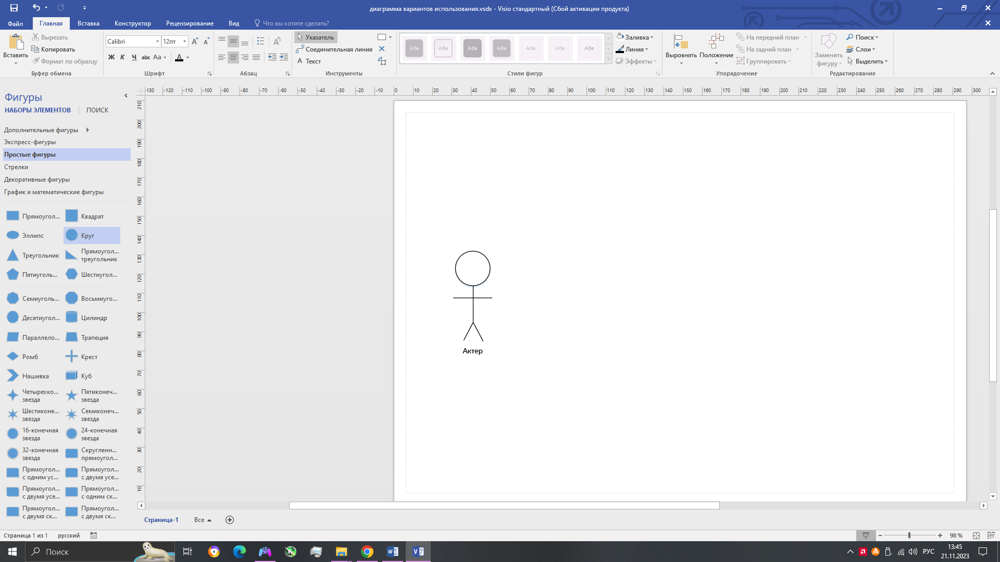 диаграмма вариантов использования.vsdx - Visio стандартный (Сбой активации продукта)
Файл Главная Вставка Конструктор Рецензирование Вид Что вы хотите сделать?
Вставить
Вырезать
Копировать
Формат по образцу
Буфер обмена
Calibri 12пт
Ж К Ч abc Aa A
Шрифт
Абзац
Указатель
Соединительная линия
A Текст
Инструменты
Абв Абв Абв Абв Абв Абв Абв
Стили фигур
Заливка
Линия
Эффекты
Выровнять Положение
На передний план
На задний план
Группировать
Упорядочение
Заменить
фигуру
Поиск
Слои
Выделить
Редактирование
Фигуры
НАБОРЫ ЭЛЕМЕНТОВ ПОИСК
Дополнительные фигуры
Экспресс-фигуры
Простые фигуры
Стрелки
Декоративные фигуры
График и математические фигуры
Прямоугол... Квадрат
Эллипс Круг
Треугольник Прямоугол...
треугольник
Пятиуголь... Шестиугол...
Семиуголь... Восьмиуго...
Десятиугол... Цилиндр
Параллело... Трапеция
Ромб Крест
Нашивка Куб
Четырехко... Пятиконеч...
звезда звезда
Шестиконе... Семиконеч...
звезда звезда
16-конечная 24-конечная
звезда звезда
32-конечная Скругленн...
звезда прямоугол...
Прямоугол... Прямоугол...
с одним ус... с двумя усе...
Прямоугол... Прямоугол...
с двумя усе... с одним ск...
Прямоугол... Прямоугол...
с двумя ск... с двумя ск...
-130 -120 -110 -100 -90 -80 -70 -60 -50 -40 -30 -20 -10 0 10 20 30 40 50 60 70 80 90 100 110 120 130 140 150 160 170 180 190 200 210 220 230 240 250 260 270 280 290 300
210
200
190
180
170
160
150
140
130
120
110
100
90
80
70
60
50
40
30
20
10
Актер
Страница-1 Все
Страница 1 из 1 русский
98 %
Поиск
РУС
13:45
21.11.2023